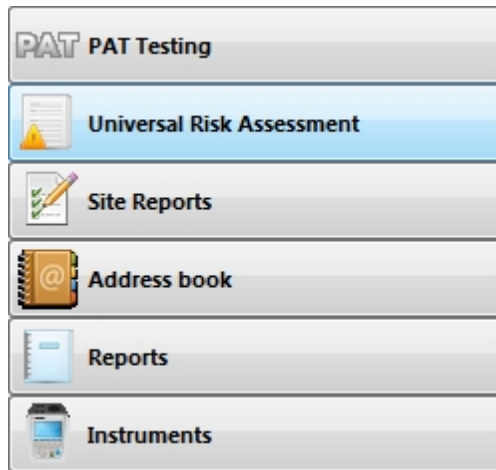 PAT PAT Testing
Universal Risk Assessment
Site Reports
@ Address book
Reports
Instruments